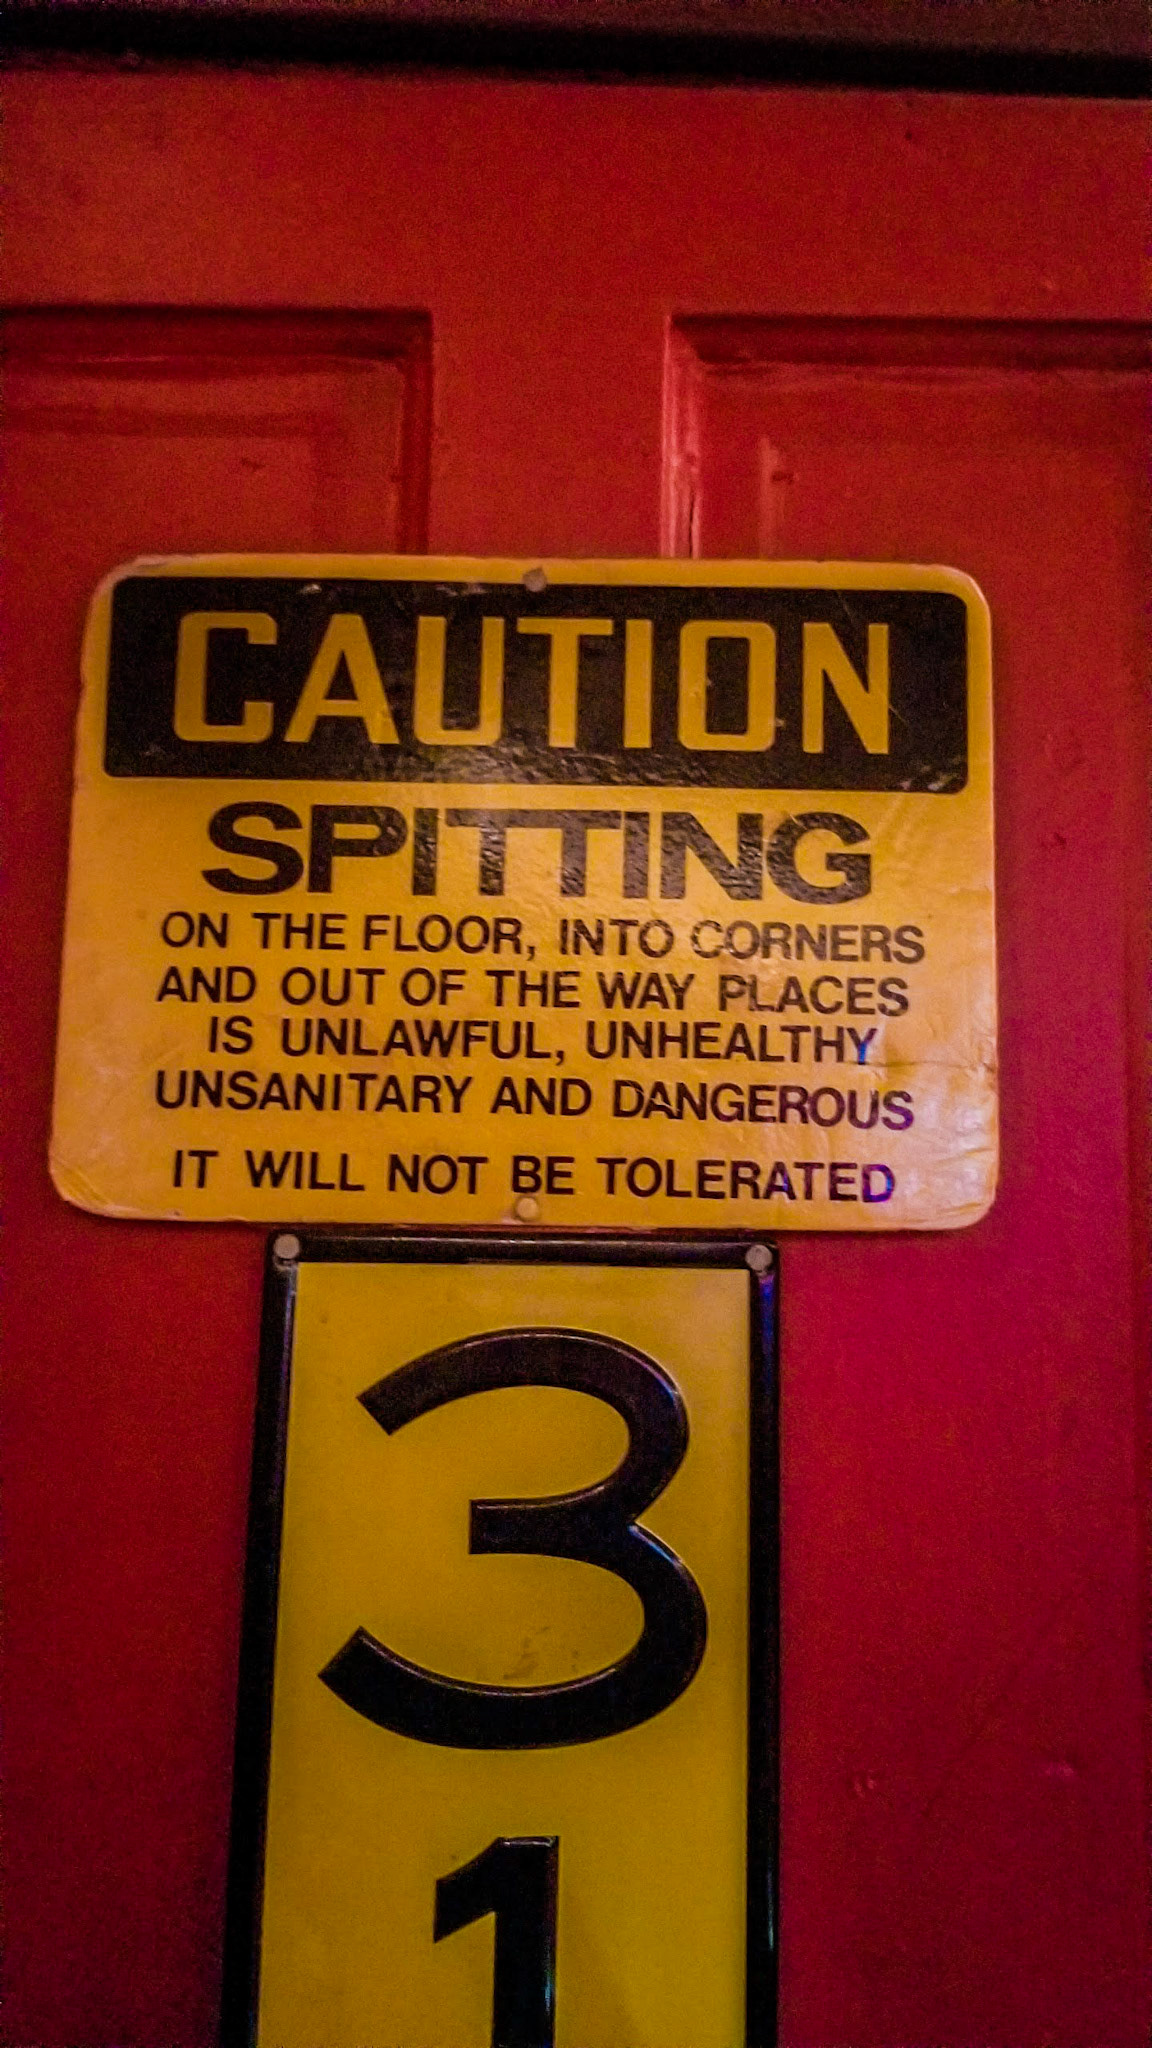 CAUTION
SPITTING
ON THE FLOOR, INTO CORNERS
AND OUT OF THE WAY PLACES
IS UNLAWFUL, UNHEALTHY
UNSANITARY AND DANGEROUS
IT WILL NOT BE TOLERATED
3
1